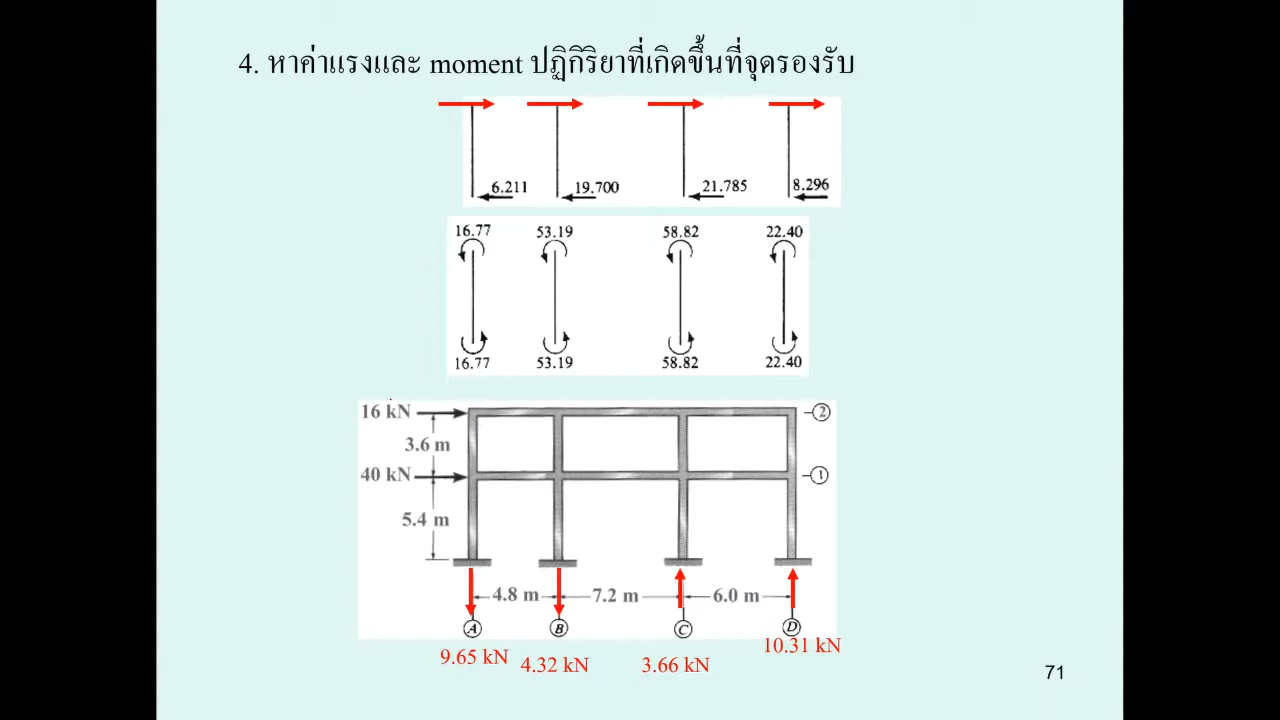 4. หาค่าแรงและ moment ปฏิกิริยาที่เกิดขึ้นที่จุดรองรับ
6.211 19.700 21.785 8.296
16.77 53.19 58.82 22.40
16.77 53.19 58.82 22.40
16 kN 2
3.6 m
40 kN 1
5.4 m
4.8 m 7.2 m 6.0 m
A B C D
9.65 kN 4.32 kN 3.66 kN 10.31 kN
71